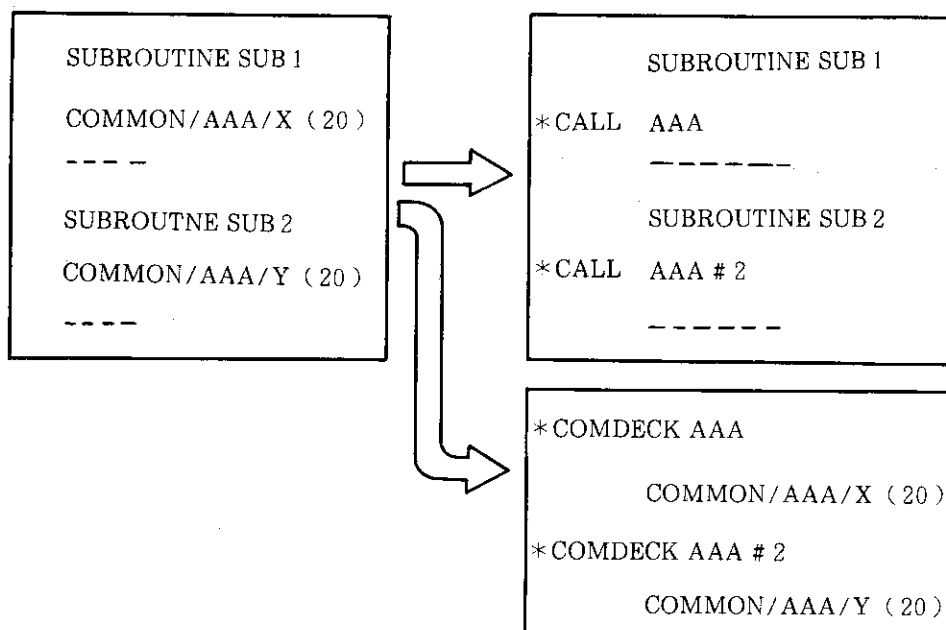 SUBROUTINE SUB 1
COMMON/AAA/X (20)
----
SUBROUTNE SUB 2
COMMON/AAA/Y (20)
----
SUBROUTINE SUB 1
*CALL AAA
------
SUBROUTINE SUB 2
*CALL AAA # 2
------
*COMDECK AAA
COMMON/AAA/X (20)
*COMDECK AAA # 2
COMMON/AAA/Y (20)